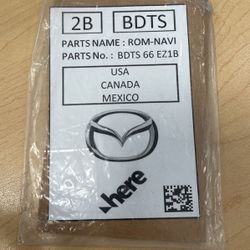 2B BDTS
PARTS NAME : ROM-NAVI
PARTS No. : BDTS 66 EZ1B
USA
CANADA
MEXICO
here